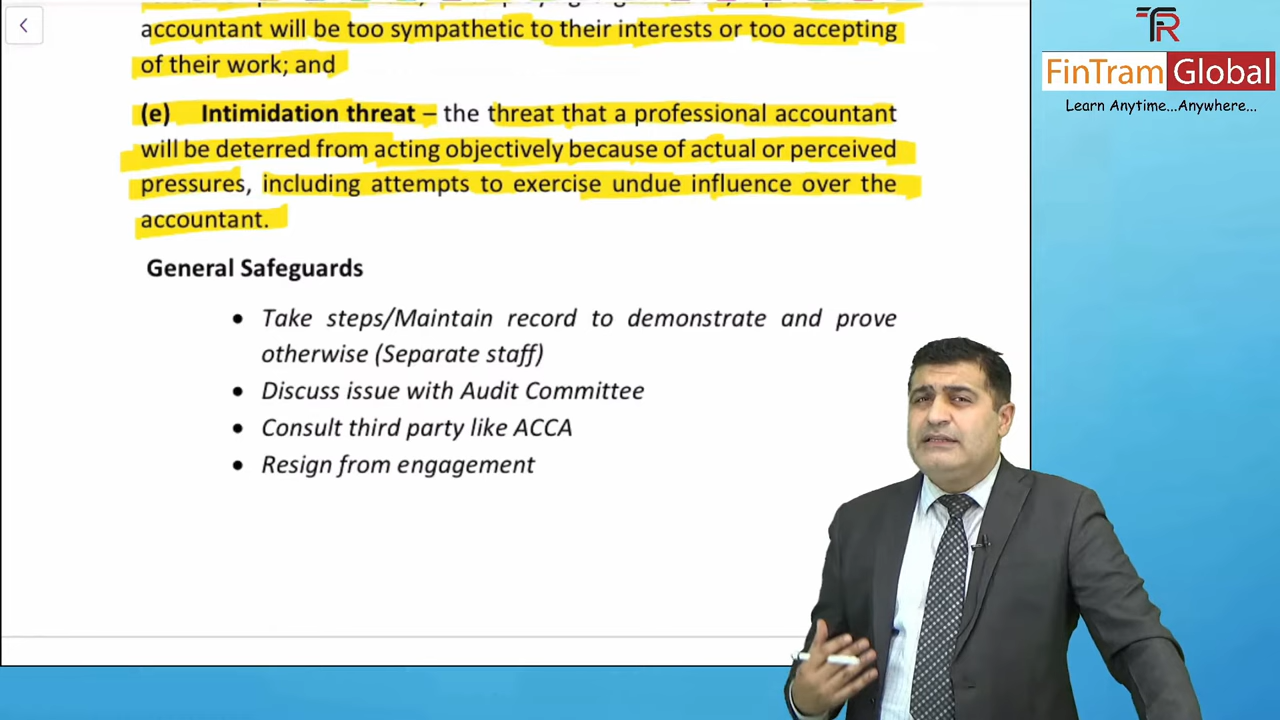 accountant will be too sympathetic to their interests or too accepting
of their work; and
(e) Intimidation threat – the threat that a professional accountant
will be deterred from acting objectively because of actual or perceived
pressures, including attempts to exercise undue influence over the
accountant.
General Safeguards
• Take steps/Maintain record to demonstrate and prove
otherwise (Separate staff)
• Discuss issue with Audit Committee
• Consult third party like ACCA
• Resign from engagement
FinTram Global
Learn Anytime...Anywhere...